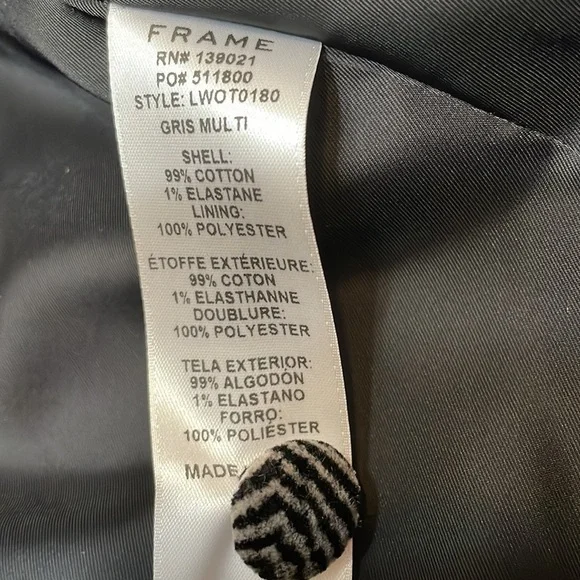 FRAME
RN# 139021
PO# 511800
STYLE: LWOT0180
GRIS MULTI
SHELL:
99% COTTON
1% ELASTANE
LINING:
100% POLYESTER
ÉTOFFE EXTÉRIEURE:
99% COTON
1% ELASTHANNE
DOUBLURE:
100% POLYESTER
TELA EXTERIOR:
99% ALGODÓN
1% ELASTANO
FORRO:
100% POLIÉSTER
MADE